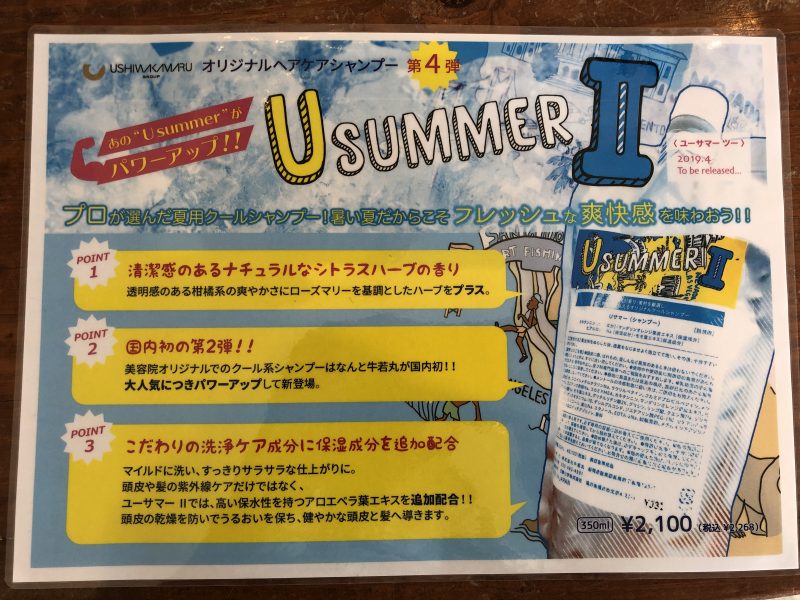 USHIWAKAMARU GROUP オリジナルヘアケアシャンプー 第4弾
あの"Usummer"が
パワーアップ!!
U SUMMER II
〈ユーサマー ツー〉
2019.4
To be released...
プロが選んだ夏用クールシャンプー!暑い夏だからこそ フレッシュな爽快感を味わおう!!
POINT 1
清潔感のあるナチュラルなシトラスハーブの香り
透明感のある柑橘系の爽やかさにローズマリーを基調としたハーブをプラス。
POINT 2
国内初の第2弾!!
美容院オリジナルでのクール系シャンプーはなんと牛若丸が国内初!!
大人気につきパワーアップして新登場。
POINT 3
こだわりの洗浄ケア成分に保湿成分を追加配合
マイルドに洗い、すっきりサラサラな仕上がりに。
頭皮や髪の紫外線ケアだけではなく、
ユーサマー IIでは、高い保水性を持つアロエベラ葉エキスを追加配合!!
頭皮の乾燥を防いでうるおいを保ち、健やかな頭皮と髪へ導きます。
U SUMMER II
Uサマー(シャンプー)
350ml ¥2,100 (税込 ¥2,268)